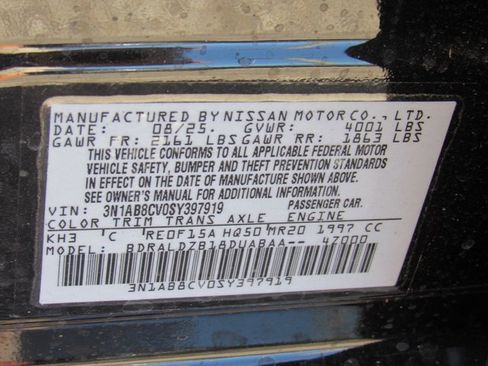 MANUFACTURED BY NISSAN MOTOR CO., LTD.
DATE: 08/25. GVWR: 4001 LBS
GAWR FR: 2161 LBS GAWR RR: 1863 LBS
THIS VEHICLE CONFORMS TO ALL APPLICABLE FEDERAL MOTOR
VEHICLE SAFETY, BUMPER AND THEFT PREVENTION STANDARDS
IN EFFECT ON THE DATE OF MANUFACTURE SHOWN ABOVE.
SEE OWNER'S MANUAL FOR ADDITIONAL INFORMATION.
VIN: 3N1AB8CV0SY397919 PASSENGER CAR.
COLOR TRIM TRANS AXLE ENGINE
KH3 'C RE0F15A HQ50 MR20 1997 CC
MODEL: BDRALDZB18DUABAA-- 4Z000
3N1AB8CV0SY397919